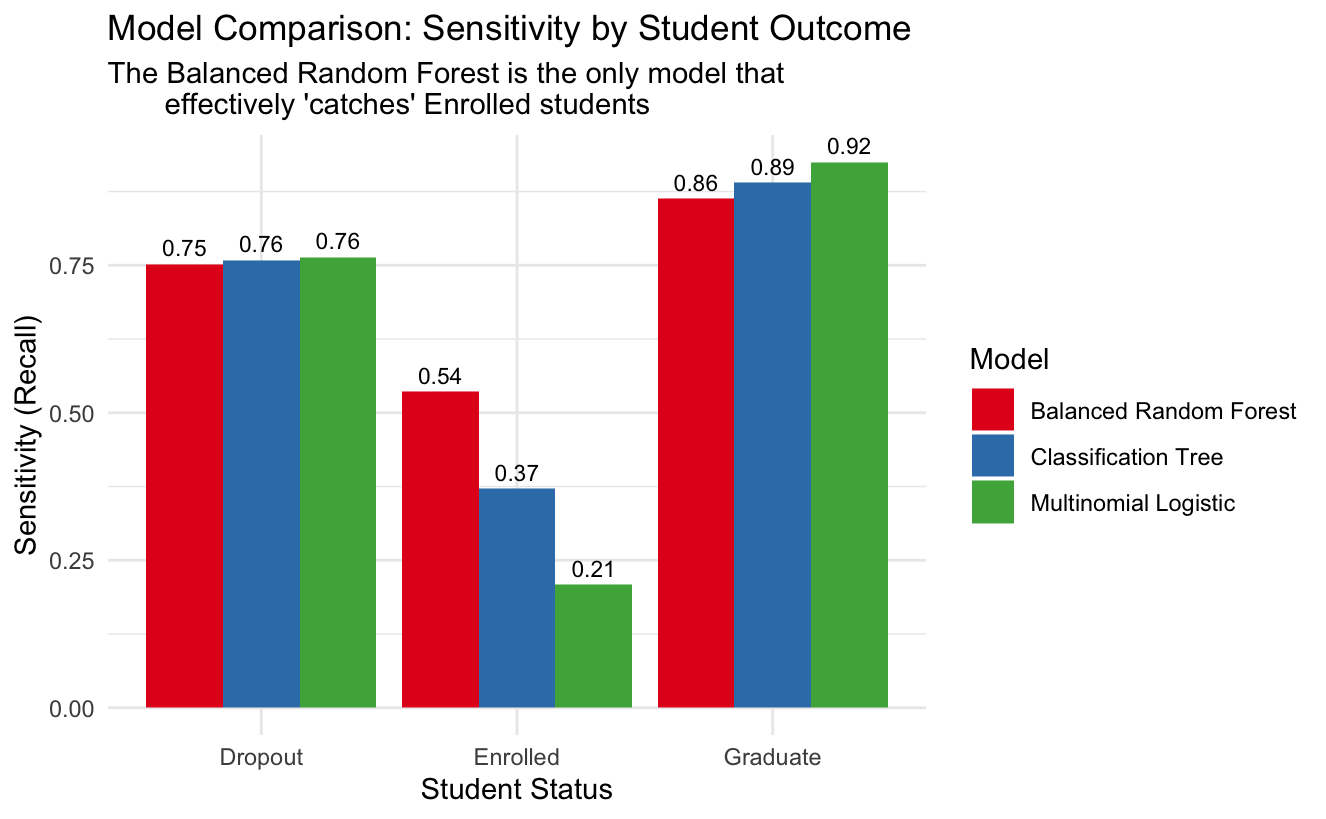 Model Comparison: Sensitivity by Student Outcome
The Balanced Random Forest is the only model that
effectively 'catches' Enrolled students
Sensitivity (Recall)
0.75
0.50
0.25
0.00
0.75 0.76 0.76
0.54 0.37 0.21
0.86 0.89 0.92
Dropout Enrolled Graduate
Student Status
Model
Balanced Random Forest
Classification Tree
Multinomial Logistic